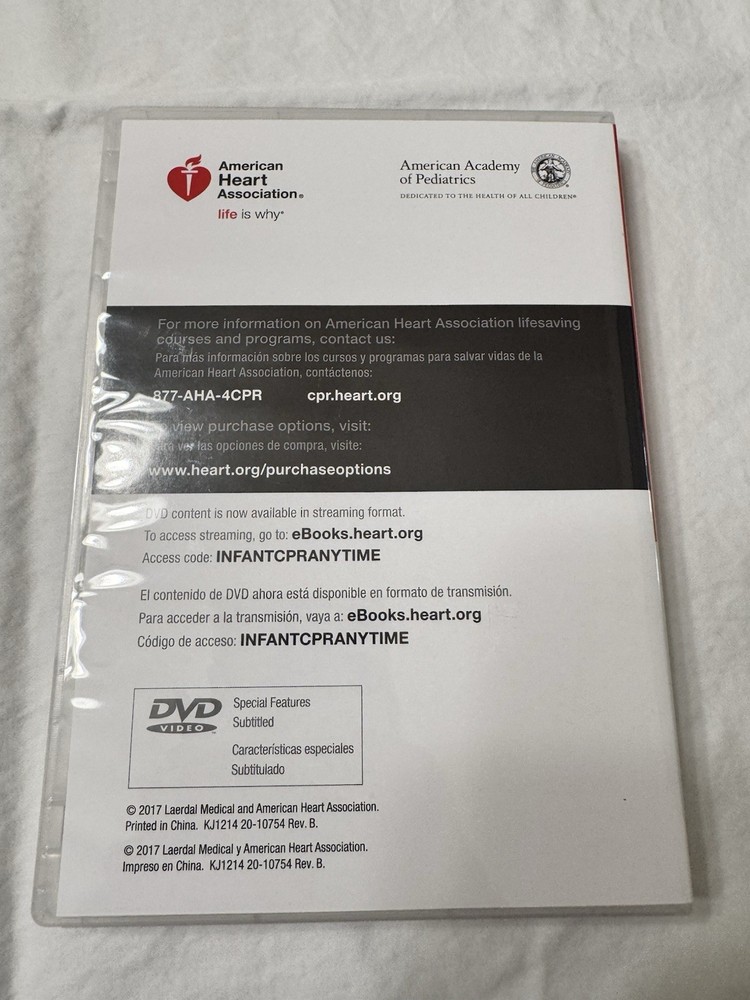 American
Heart
Association®
life is why®
American Academy
of Pediatrics
DEDICATED TO THE HEALTH OF ALL CHILDREN®
For more information on American Heart Association lifesaving
courses and programs, contact us:
Para más información sobre los cursos y programas para salvar vidas de la
American Heart Association, contáctenos:
877-AHA-4CPR cpr.heart.org
To view purchase options, visit:
Para ver las opciones de compra, visite:
www.heart.org/purchaseoptions
DVD content is now available in streaming format.
To access streaming, go to: eBooks.heart.org
Access code: INFANTCPRANYTIME
El contenido de DVD ahora está disponible en formato de transmisión.
Para acceder a la transmisión, vaya a: eBooks.heart.org
Código de acceso: INFANTCPRANYTIME
DVD
VIDEO™
Special Features
Subtitled
Características especiales
Subtitulado
© 2017 Laerdal Medical and American Heart Association.
Printed in China. KJ1214 20-10754 Rev. B.
© 2017 Laerdal Medical y American Heart Association.
Impreso en China. KJ1214 20-10754 Rev. B.